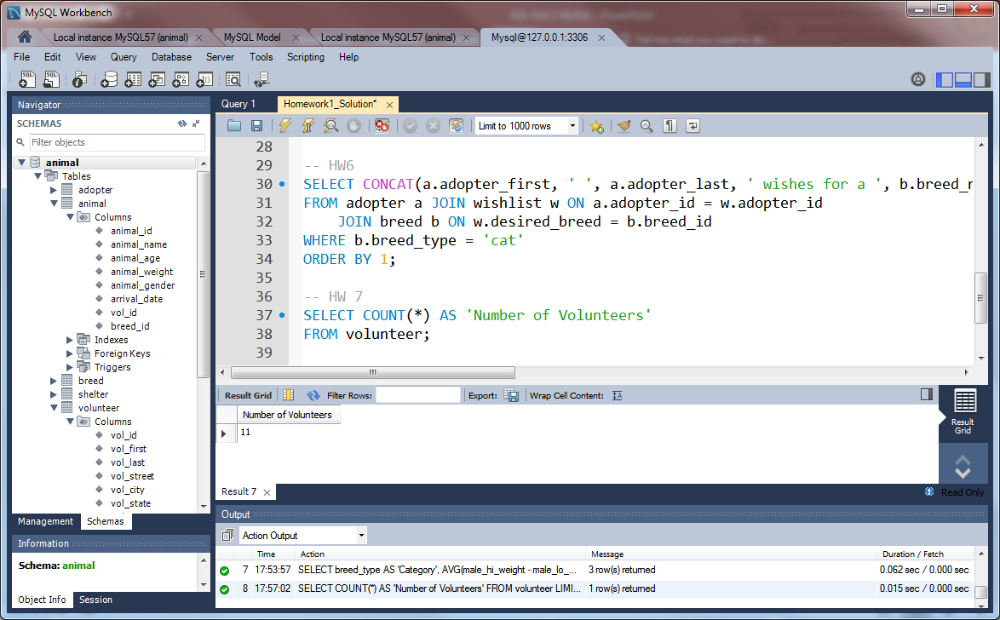 MySQL Workbench
Local instance MySQL57 (animal)
MySQL Model
Local instance MySQL57 (animal)
Mysql@127.0.0.1:3306
File Edit View Query Database Server Tools Scripting Help
Navigator
SCHEMAS
Filter objects
animal
Tables
adopter
animal
Columns
animal_id
animal_name
animal_age
animal_weight
animal_gender
arrival_date
vol_id
breed_id
Indexes
Foreign Keys
Triggers
breed
shelter
volunteer
Columns
vol_id
vol_first
vol_last
vol_street
vol_city
vol_state
Management Schemas
Information
Schema: animal
Object Info Session
Query 1 Homework1_Solution*
Limit to 1000 rows
28
29 -- HW6
30 SELECT CONCAT(a.adopter_first, ' ', a.adopter_last, ' wishes for a ', b.breed_n
31 FROM adopter a JOIN wishlist w ON a.adopter_id = w.adopter_id
32 JOIN breed b ON w.desired_breed = b.breed_id
33 WHERE b.breed_type = 'cat'
34 ORDER BY 1;
35
36 -- HW 7
37 SELECT COUNT(*) AS 'Number of Volunteers'
38 FROM volunteer;
39
Result Grid Filter Rows: Export: Wrap Cell Content:
Number of Volunteers
11
Result Grid
Result 7
Read Only
Output
Action Output
Time Action Message Duration / Fetch
7 17:53:57 SELECT breed_type AS 'Category', AVG(male_hi_weight - male_lo_... 3 row(s) returned 0.062 sec / 0.000 sec
8 17:57:02 SELECT COUNT(*) AS 'Number of Volunteers' FROM volunteer LIMI... 1 row(s) returned 0.015 sec / 0.000 sec